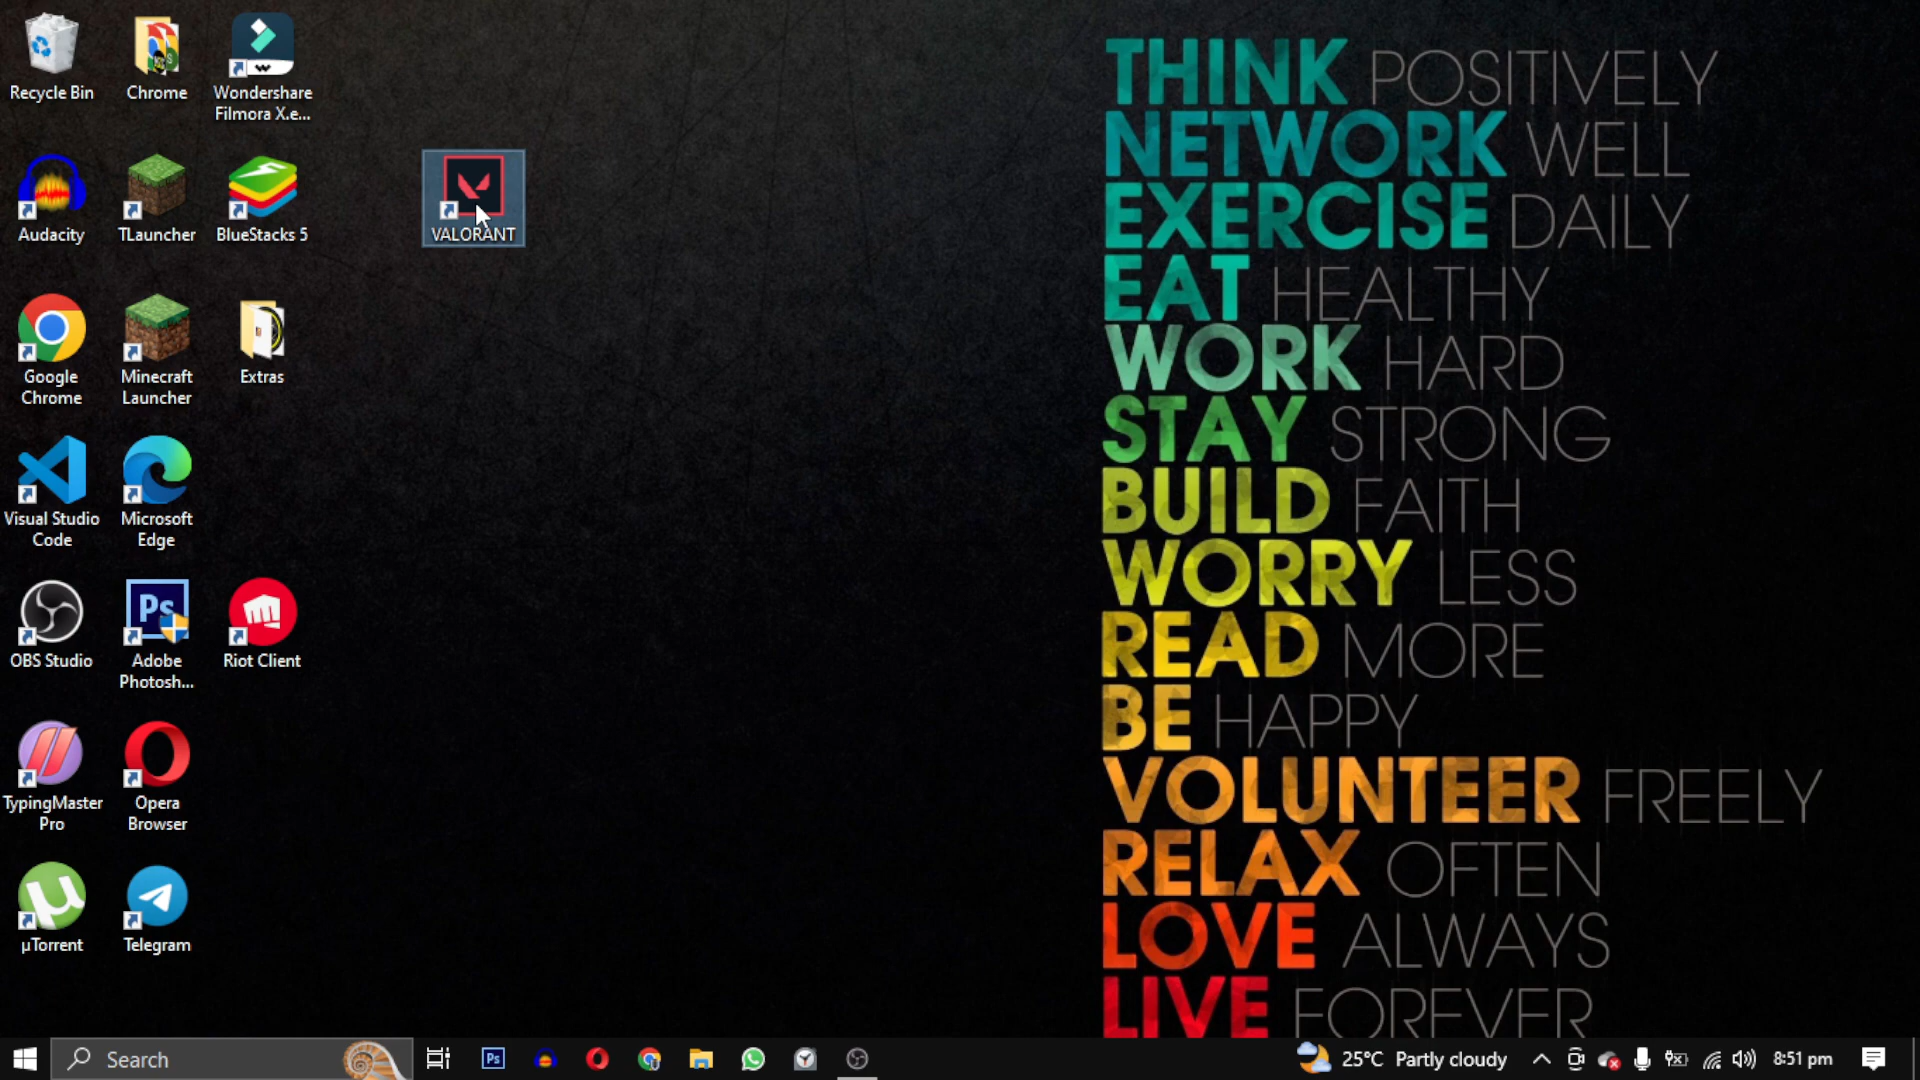 Recycle Bin
Chrome
Wondershare
Filmora X.e...
Audacity
TLauncher
BlueStacks 5
VALORANT
Google
Chrome
Minecraft
Launcher
Extras
Visual Studio
Code
Microsoft
Edge
OBS Studio
Adobe
Photosh...
Riot Client
TypingMaster
Pro
Opera
Browser
µTorrent
Telegram
THINK POSITIVELY
NETWORK WELL
EXERCISE DAILY
EAT HEALTHY
WORK HARD
STAY STRONG
BUILD FAITH
WORRY LESS
READ MORE
BE HAPPY
VOLUNTEER FREELY
RELAX OFTEN
LOVE ALWAYS
LIVE FOREVER
Search
Ps
25°C Partly cloudy
8:51 pm